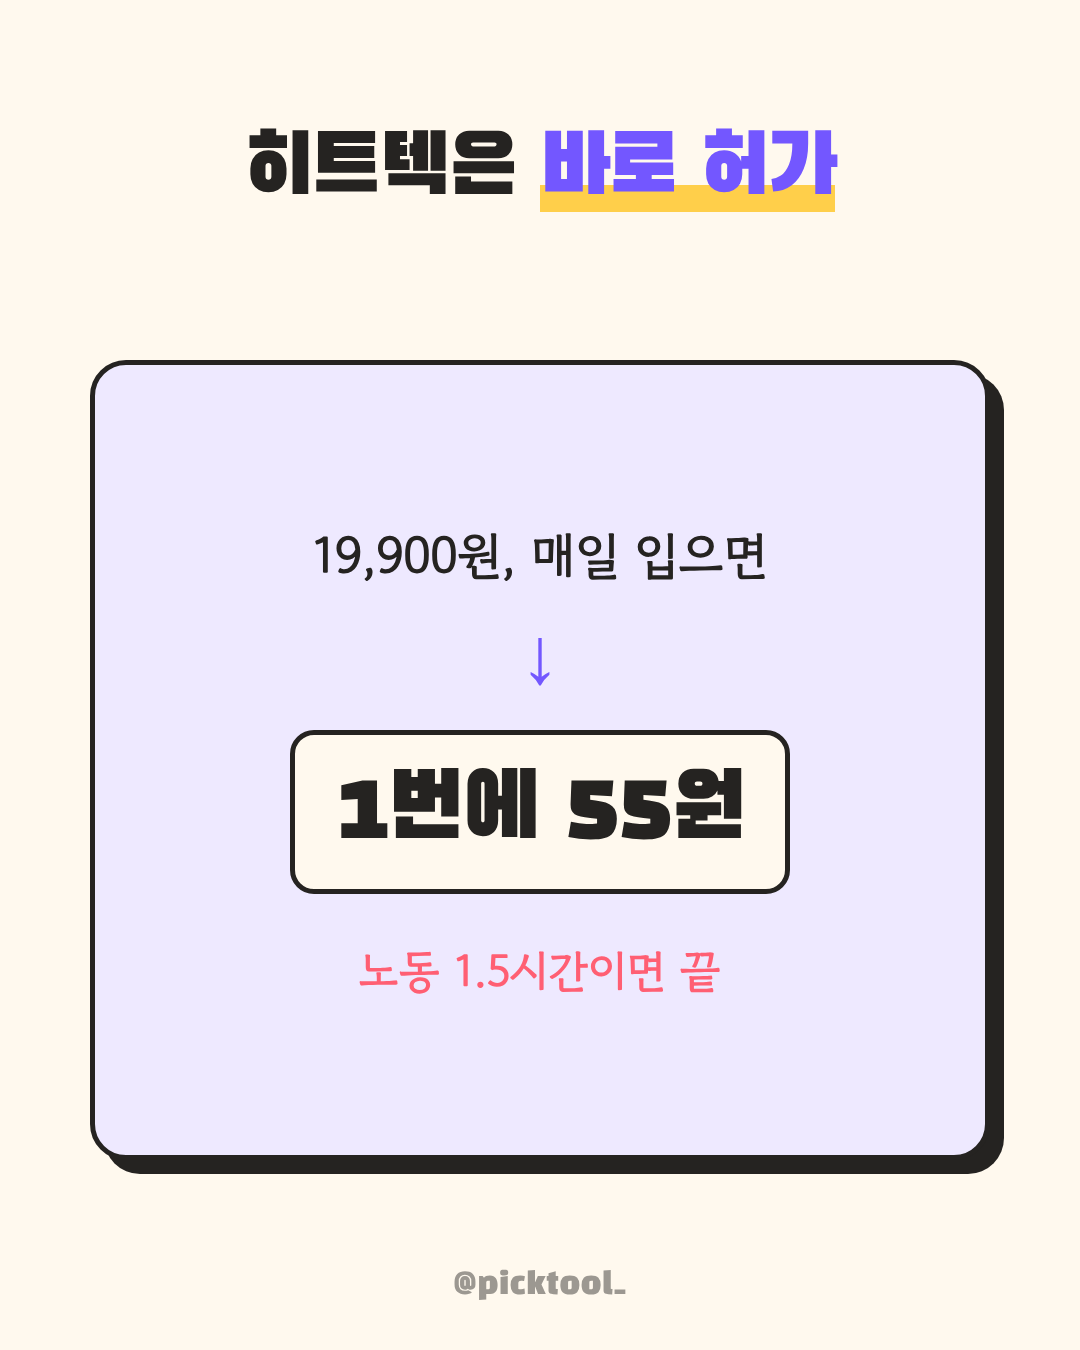 히트텍은 바로 허가
19,900원, 매일 입으면
↓
1번에 55원
노동 1.5시간이면 끝
@picktool_